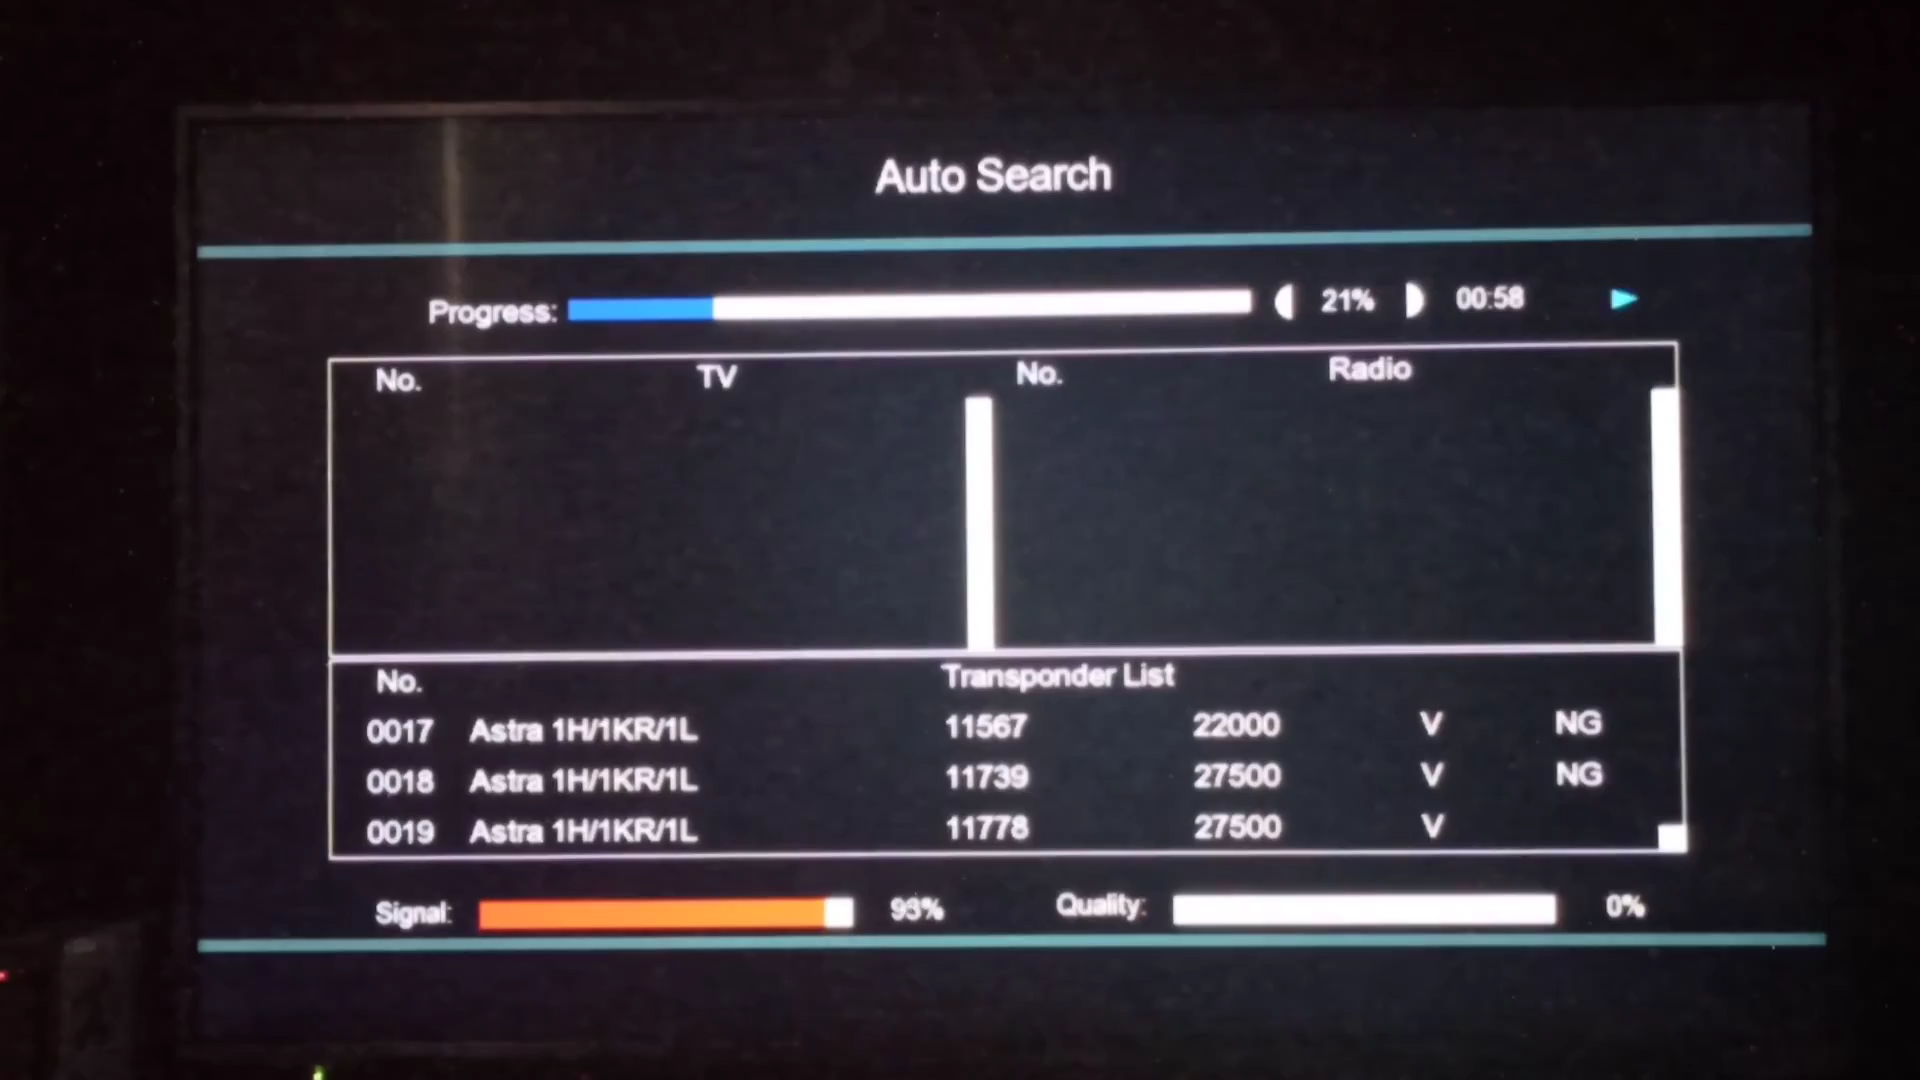 Auto Search
Progress: 21% 00:58
No. TV No. Radio
No. Transponder List
0017 Astra 1H/1KR/1L 11567 22000 V NG
0018 Astra 1H/1KR/1L 11739 27500 V NG
0019 Astra 1H/1KR/1L 11778 27500 V
Signal: 93% Quality: 0%